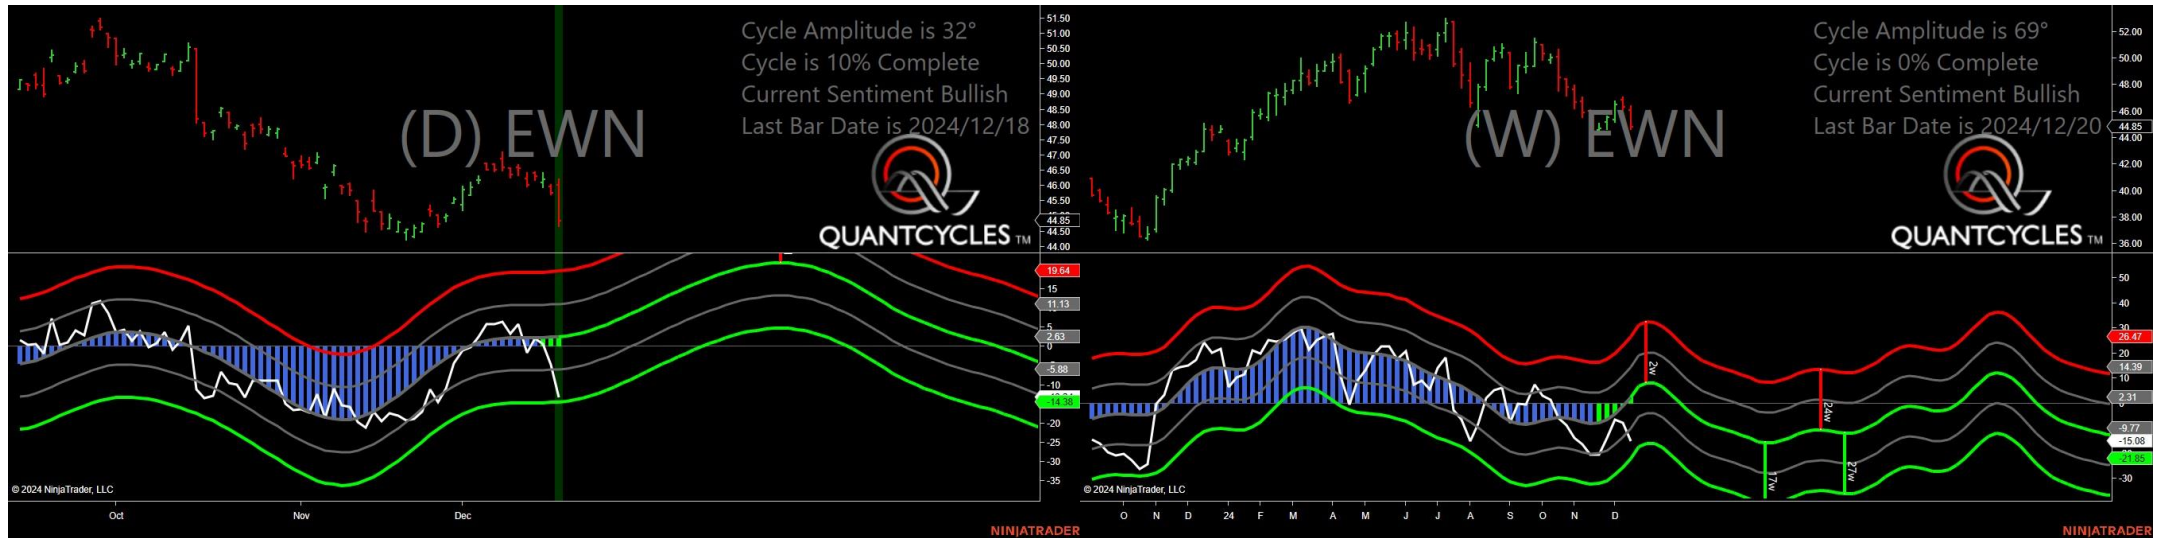 Cycle Amplitude is 32°
Cycle is 10% Complete
Current Sentiment Bullish
Last Bar Date is 2024/12/18
(D) EWN
QUANTCYCLES TM
51.50
51.00
50.50
50.00
49.50
49.00
48.50
48.00
47.50
47.00
46.50
46.00
45.50
44.85
44.50
44.00
19.64
15
11.13
5
2.63
0
-5.88
-10
-14.38
-20
-25
-30
-35
© 2024 NinjaTrader, LLC
Oct Nov Dec
NINJATRADER
Cycle Amplitude is 69°
Cycle is 0% Complete
Current Sentiment Bullish
Last Bar Date is 2024/12/20
(W) EWN
QUANTCYCLES TM
52.00
50.00
48.00
46.00
44.85
44.00
42.00
40.00
38.00
36.00
50
40
30
26.47
20
14.39
10
2.31
0
-9.77
-15.08
-21.85
-30
2w
24w
17w
27w
© 2024 NinjaTrader, LLC
O N D 24 F M A M J J A S O N D
NINJATRADER